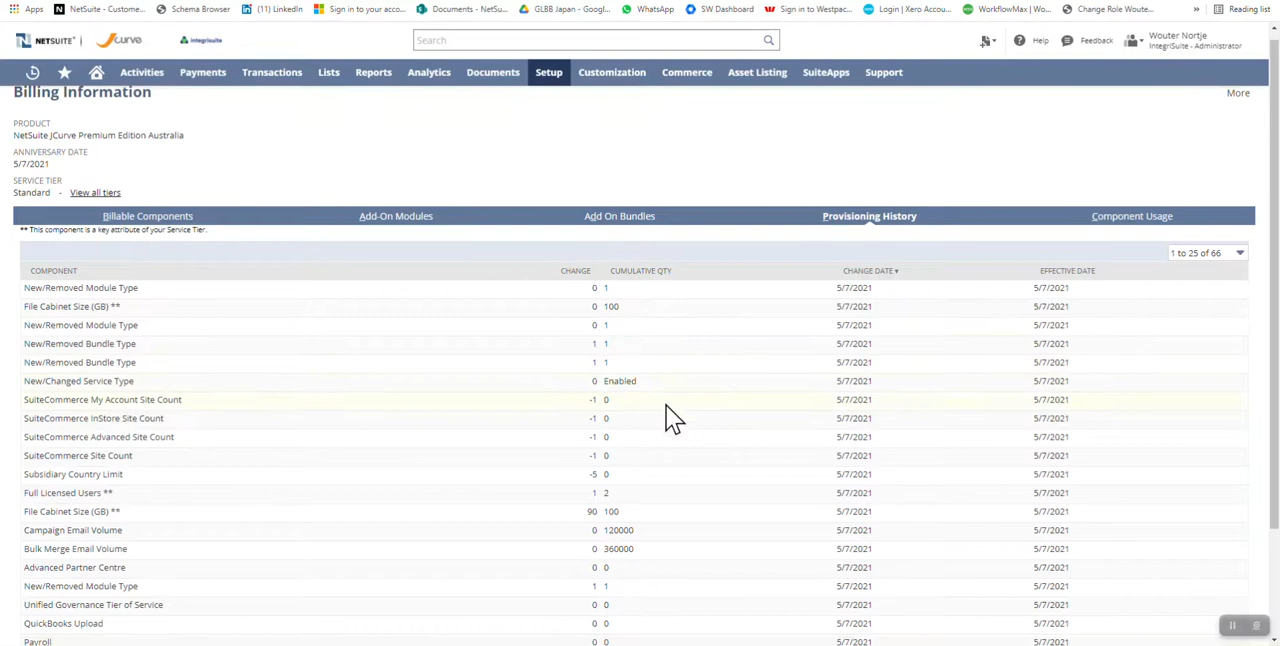 Apps NetSuite - Custome... Schema Browser (11) LinkedIn Sign in to your acco... Documents - NetSu... GLBB Japan - Googl... WhatsApp SW Dashboard Sign in to Westpac... Login | Xero Accou... WorkflowMax | Wo... Change Role Woute... » Reading list
NETSUITE Jcurve integrisuite Search Help Feedback Wouter Nortje
IntegriSuite - Administrator
Activities Payments Transactions Lists Reports Analytics Documents Setup Customization Commerce Asset Listing SuiteApps Support
Billing Information More
PRODUCT
NetSuite JCurve Premium Edition Australia
ANNIVERSARY DATE
5/7/2021
SERVICE TIER
Standard - View all tiers
Billable Components Add-On Modules Add On Bundles Provisioning History Component Usage
** This component is a key attribute of your Service Tier.
1 to 25 of 66
COMPONENT CHANGE CUMULATIVE QTY CHANGE DATE ▾ EFFECTIVE DATE
New/Removed Module Type 0 1 5/7/2021 5/7/2021
File Cabinet Size (GB) ** 0 100 5/7/2021 5/7/2021
New/Removed Module Type 0 1 5/7/2021 5/7/2021
New/Removed Bundle Type 1 1 5/7/2021 5/7/2021
New/Removed Bundle Type 1 1 5/7/2021 5/7/2021
New/Changed Service Type 0 Enabled 5/7/2021 5/7/2021
SuiteCommerce My Account Site Count -1 0 5/7/2021 5/7/2021
SuiteCommerce InStore Site Count -1 0 5/7/2021 5/7/2021
SuiteCommerce Advanced Site Count -1 0 5/7/2021 5/7/2021
SuiteCommerce Site Count -1 0 5/7/2021 5/7/2021
Subsidiary Country Limit -5 0 5/7/2021 5/7/2021
Full Licensed Users ** 1 2 5/7/2021 5/7/2021
File Cabinet Size (GB) ** 90 100 5/7/2021 5/7/2021
Campaign Email Volume 0 120000 5/7/2021 5/7/2021
Bulk Merge Email Volume 0 360000 5/7/2021 5/7/2021
Advanced Partner Centre 0 0 5/7/2021 5/7/2021
New/Removed Module Type 1 1 5/7/2021 5/7/2021
Unified Governance Tier of Service 0 0 5/7/2021 5/7/2021
QuickBooks Upload 0 0 5/7/2021 5/7/2021
Payroll 0 0 5/7/2021 5/7/2021